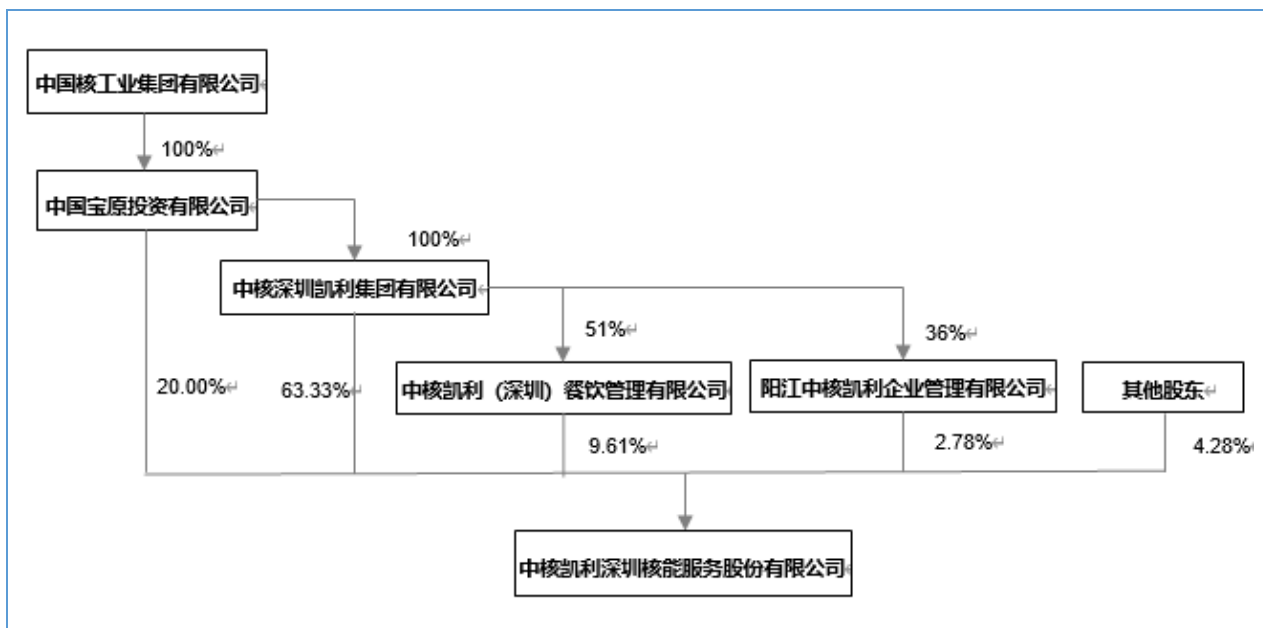 中国核工业集团有限公司↵
100%↵
中国宝原投资有限公司↵
100%↵
中核深圳凯利集团有限公司↵
51%↵
36%↵
20.00%↵
63.33%↵
中核凯利（深圳）餐饮管理有限公司↵
阳江中核凯利企业管理有限公司↵
其他股东↵
9.61%↵
2.78%↵
4.28%↵
中核凯利深圳核能服务股份有限公司↵